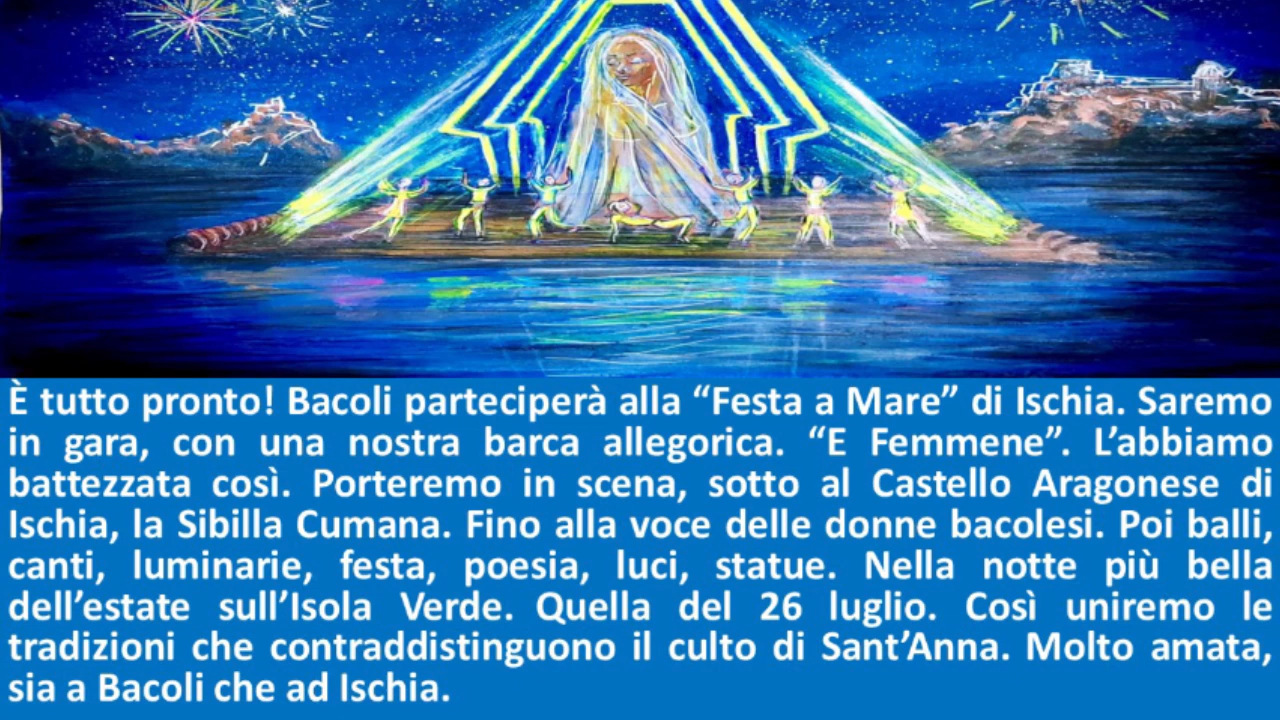 È tutto pronto! Bacoli parteciperà alla “Festa a Mare” di Ischia. Saremo
in gara, con una nostra barca allegorica. “E Femmene”. L’abbiamo
battezzata così. Porteremo in scena, sotto al Castello Aragonese di
Ischia, la Sibilla Cumana. Fino alla voce delle donne bacolesi. Poi balli,
canti, luminarie, festa, poesia, luci, statue. Nella notte più bella
dell’estate sull’Isola Verde. Quella del 26 luglio. Così uniremo le
tradizioni che contraddistinguono il culto di Sant’Anna. Molto amata,
sia a Bacoli che ad Ischia.